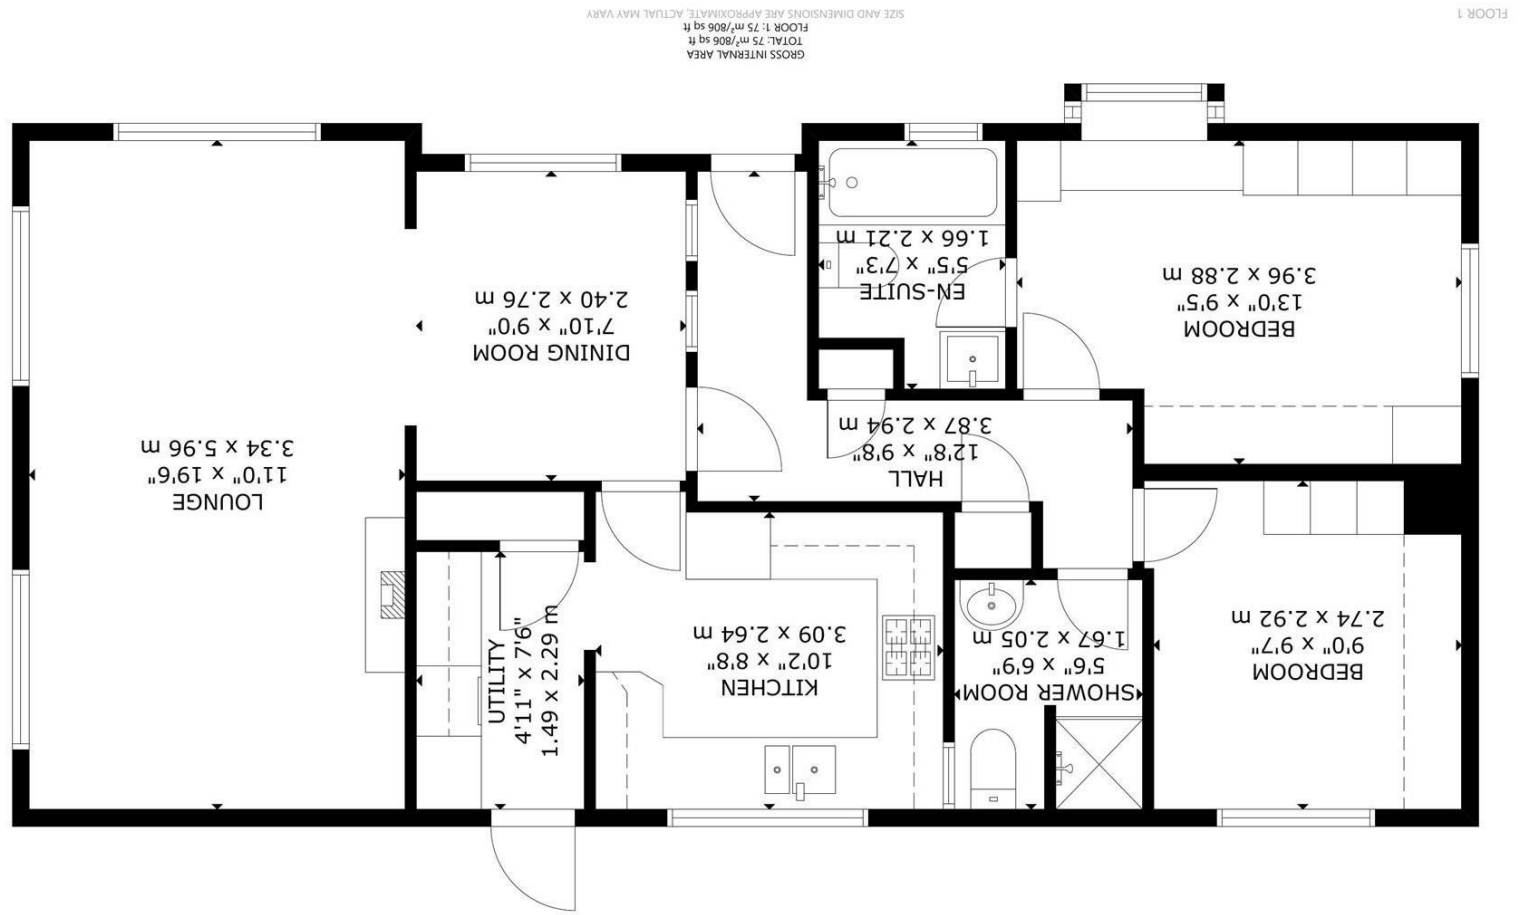 BEDROOM
9'0" x 9'7"
2.74 x 2.92 m
SHOWER ROOM
5'6" x 6'9"
1.67 x 2.05 m
KITCHEN
10'2" x 8'8"
3.09 x 2.64 m
UTILITY
4'11" x 7'6"
1.49 x 2.29 m
LOUNGE
11'0" x 19'6"
3.34 x 5.96 m
HALL
12'8" x 9'8"
3.87 x 2.94 m
DINING ROOM
7'10" x 9'0"
2.40 x 2.76 m
BEDROOM
13'0" x 9'5"
3.96 x 2.88 m
EN-SUITE
5'5" x 7'3"
1.66 x 2.21 m
GROSS INTERNAL AREA
TOTAL: 75 m²/806 sq ft
FLOOR 1: 75 m²/806 sq ft
SIZE AND DIMENSIONS ARE APPROXIMATE, ACTUAL MAY VARY
FLOOR 1